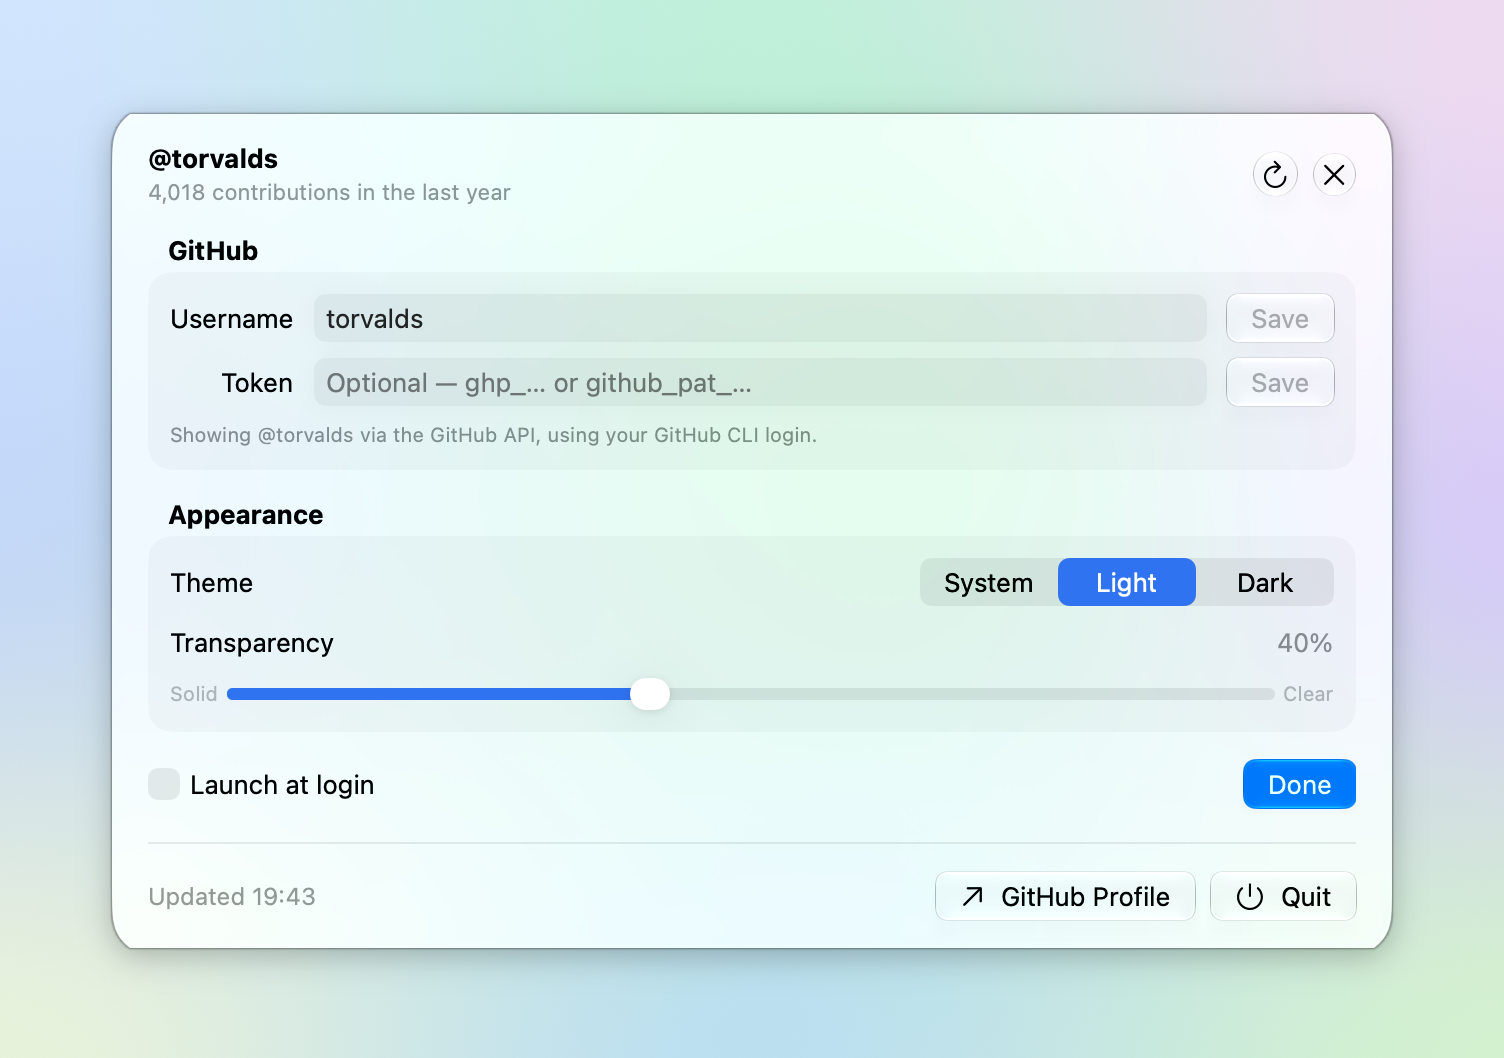 @torvalds
4,018 contributions in the last year
GitHub
Username torvalds Save
Token Optional — ghp_... or github_pat_... Save
Showing @torvalds via the GitHub API, using your GitHub CLI login.
Appearance
Theme System Light Dark
Transparency 40%
Solid Clear
Launch at login Done
Updated 19:43 GitHub Profile Quit